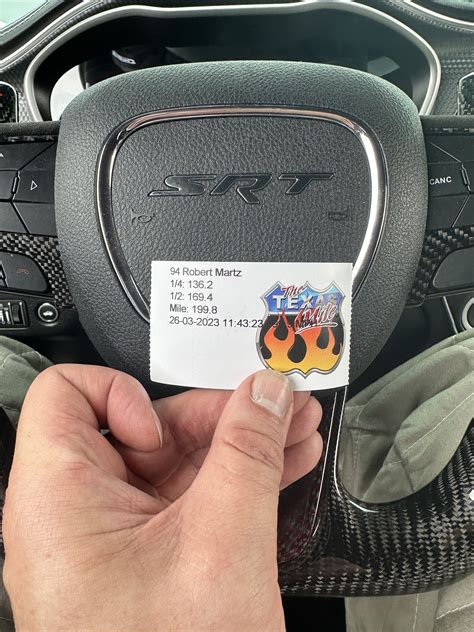 SRT
CANC
94 Robert Martz
1/4: 136.2
1/2: 169.4
Mile: 199.8
26-03-2023 11:43:23
The
TEXAS
Mile